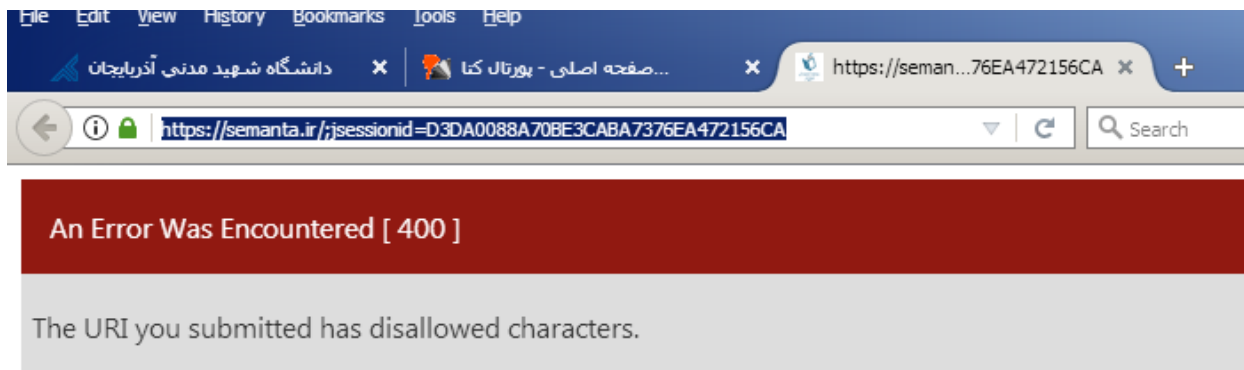 File Edit View History Bookmarks Tools Help
دانشگاه شهید مدنی آذربایجان
صفحه اصلی - پورتال کتا...
https://seman...76EA472156CA
https://semanta.ir/;jsessionid=D3DA0088A70BE3CABA7376EA472156CA
Search
An Error Was Encountered [ 400 ]
The URI you submitted has disallowed characters.